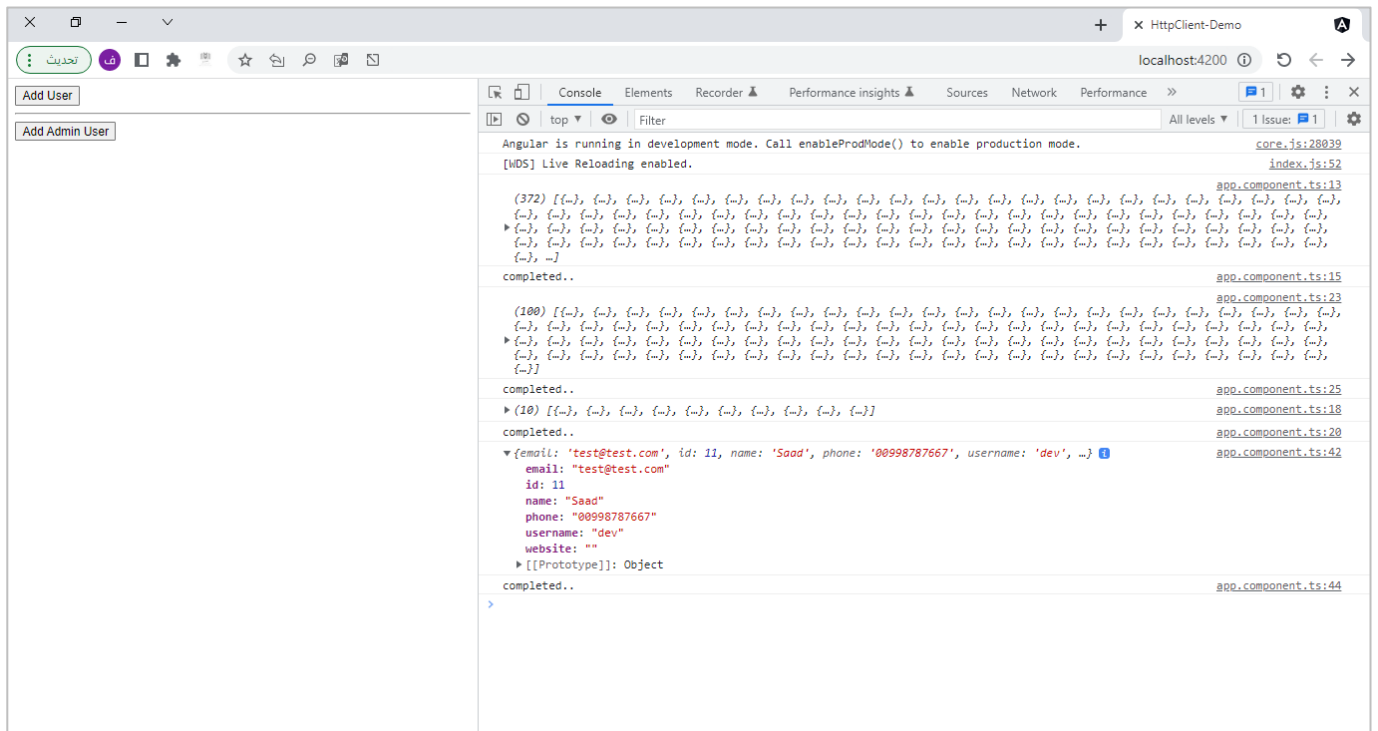 HttpClient-Demo
تحديث
ف
localhost:4200
Add User
Add Admin User
Console Elements Recorder Performance insights Sources Network Performance » 1
top ▼ Filter All levels ▼ 1 Issue: 1
Angular is running in development mode. Call enableProdMode() to enable production mode. core.js:28039
[WDS] Live Reloading enabled. index.js:52
app.component.ts:13
(372) [{…}, {…}, {…}, {…}, {…}, {…}, {…}, {…}, {…}, {…}, {…}, {…}, {…}, {…}, {…}, {…}, {…}, {…}, {…}, {…}, {…}, {…}, {…}, {…},
{…}, {…}, {…}, {…}, {…}, {…}, {…}, {…}, {…}, {…}, {…}, {…}, {…}, {…}, {…}, {…}, {…}, {…}, {…}, {…}, {…}, {…}, {…}, {…}, {…},
{…}, {…}, {…}, {…}, {…}, {…}, {…}, {…}, {…}, {…}, {…}, {…}, {…}, {…}, {…}, {…}, {…}, {…}, {…}, {…}, {…}, {…}, {…}, {…}, {…},
{…}, {…}, {…}, {…}, {…}, {…}, {…}, {…}, {…}, {…}, {…}, {…}, {…}, {…}, {…}, {…}, {…}, {…}, {…}, {…}, {…}, {…}, {…}, {…}, {…},
{…}, …]
completed.. app.component.ts:15
app.component.ts:23
(100) [{…}, {…}, {…}, {…}, {…}, {…}, {…}, {…}, {…}, {…}, {…}, {…}, {…}, {…}, {…}, {…}, {…}, {…}, {…}, {…}, {…}, {…}, {…}, {…},
{…}, {…}, {…}, {…}, {…}, {…}, {…}, {…}, {…}, {…}, {…}, {…}, {…}, {…}, {…}, {…}, {…}, {…}, {…}, {…}, {…}, {…}, {…}, {…}, {…},
{…}, {…}, {…}, {…}, {…}, {…}, {…}, {…}, {…}, {…}, {…}, {…}, {…}, {…}, {…}, {…}, {…}, {…}, {…}, {…}, {…}, {…}, {…}, {…}, {…},
{…}, {…}, {…}, {…}, {…}, {…}, {…}, {…}, {…}, {…}, {…}, {…}, {…}, {…}, {…}, {…}, {…}, {…}, {…}, {…}, {…}, {…}, {…}, {…}, {…},
{…}]
completed.. app.component.ts:25
(10) [{…}, {…}, {…}, {…}, {…}, {…}, {…}, {…}, {…}, {…}] app.component.ts:18
completed.. app.component.ts:20
{email: 'test@test.com', id: 11, name: 'Saad', phone: '00998787667', username: 'dev', …} app.component.ts:42
email: "test@test.com"
id: 11
name: "Saad"
phone: "00998787667"
username: "dev"
website: ""
[[Prototype]]: Object
completed.. app.component.ts:44